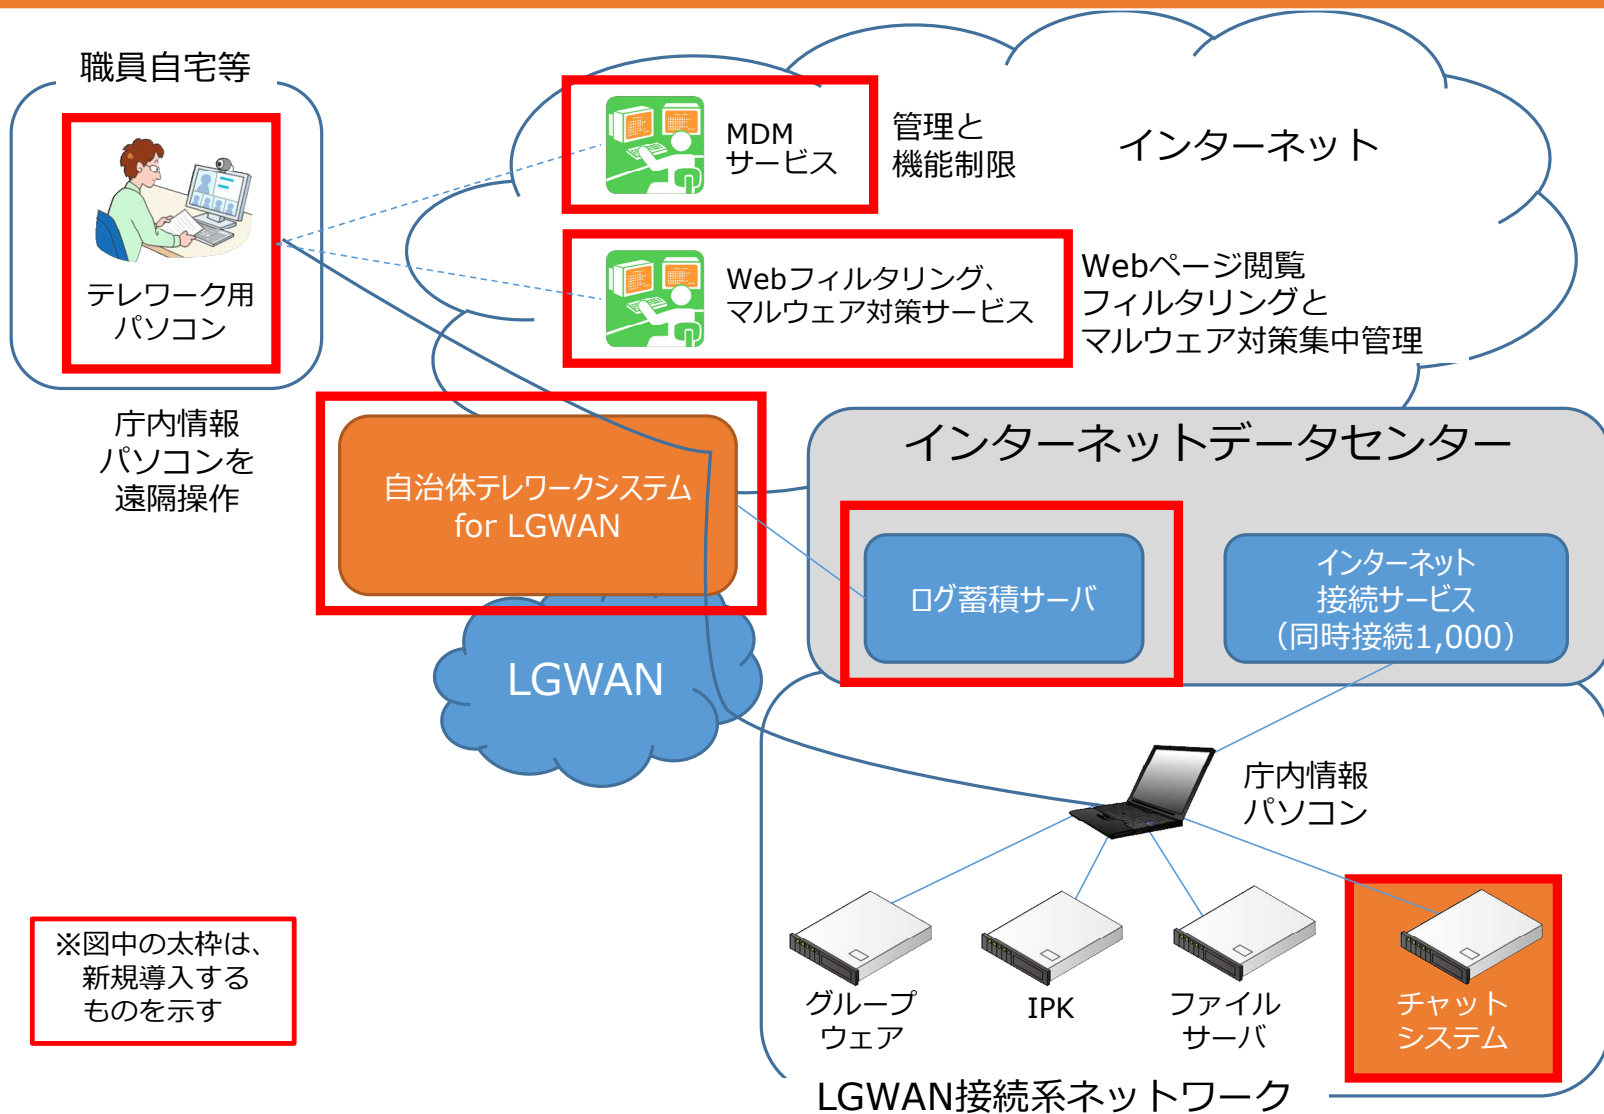 職員自宅等
テレワーク用
パソコン
庁内情報
パソコンを
遠隔操作
MDM
サービス
管理と
機能制限
インターネット
Webフィルタリング、
マルウェア対策サービス
Webページ閲覧
フィルタリングと
マルウェア対策集中管理
自治体テレワークシステム
for LGWAN
LGWAN
インターネットデータセンター
ログ蓄積サーバ
インターネット
接続サービス
（同時接続1,000）
庁内情報
パソコン
グループ
ウェア
IPK
ファイル
サーバ
チャット
システム
LGWAN接続系ネットワーク
※図中の太枠は、
新規導入する
ものを示す